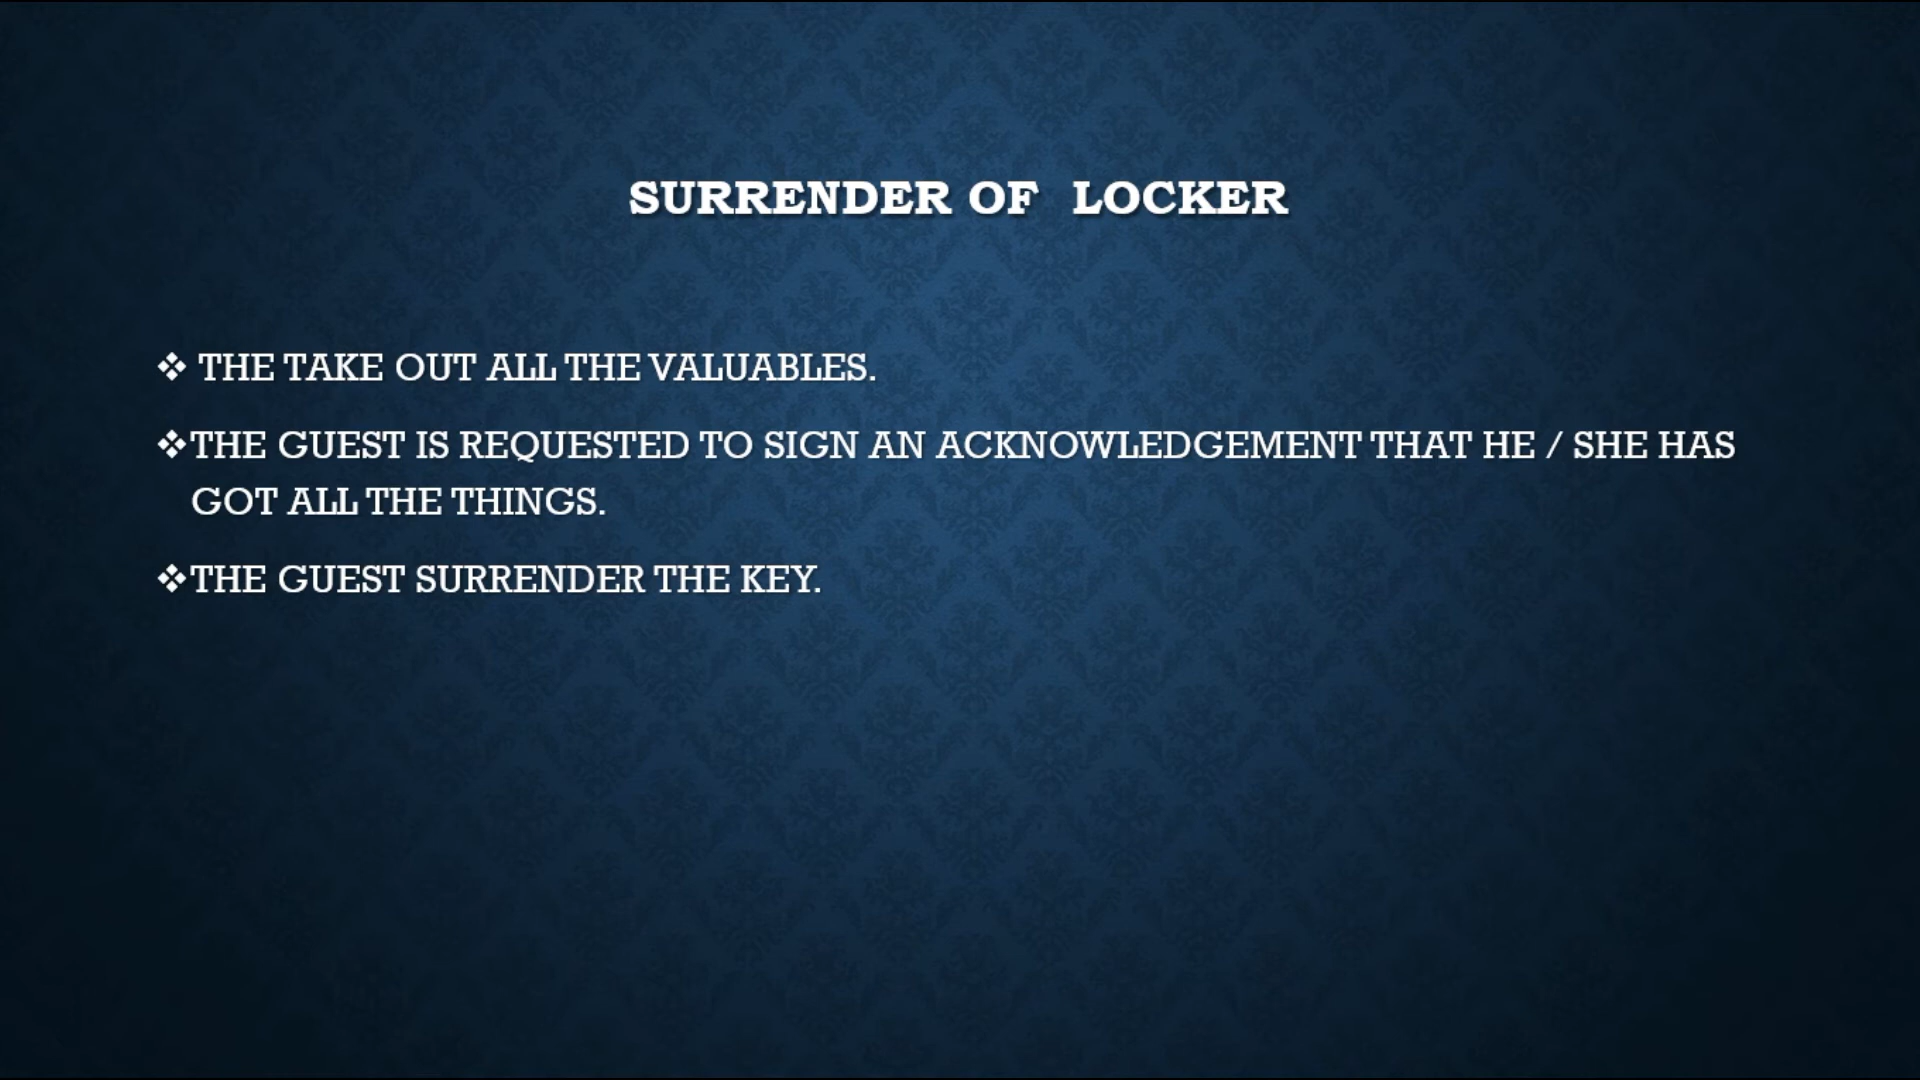 SURRENDER OF LOCKER
❖ THE TAKE OUT ALL THE VALUABLES.
❖THE GUEST IS REQUESTED TO SIGN AN ACKNOWLEDGEMENT THAT HE / SHE HAS
GOT ALL THE THINGS.
❖THE GUEST SURRENDER THE KEY.